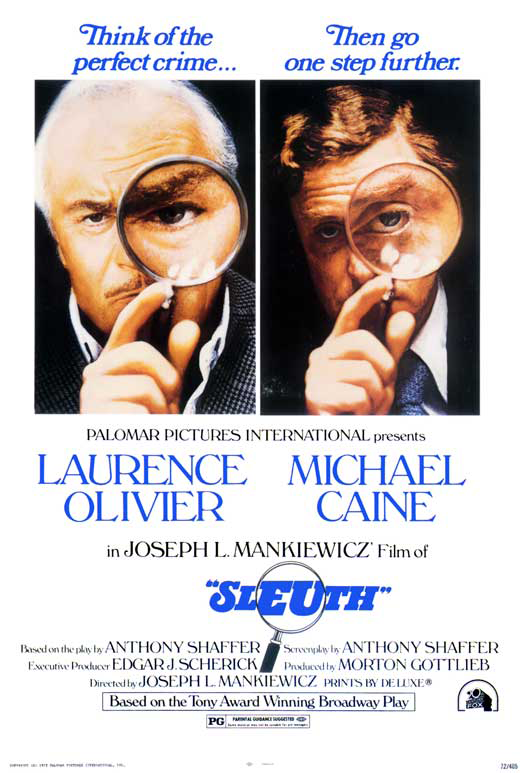 Think of the
perfect crime...
Then go
one step further.
PALOMAR PICTURES INTERNATIONAL presents
LAURENCE
OLIVIER
MICHAEL
CAINE
in JOSEPH L. MANKIEWICZ' Film of
"SLEUTH"
Based on the play by ANTHONY SHAFFER Screenplay by ANTHONY SHAFFER
Executive Producer EDGAR J. SCHERICK Produced by MORTON GOTTLIEB
Directed by JOSEPH L. MANKIEWICZ PRINTS BY DELUXE®
Based on the Tony Award Winning Broadway Play
PG PARENTAL GUIDANCE SUGGESTED
20
FOX
72/405